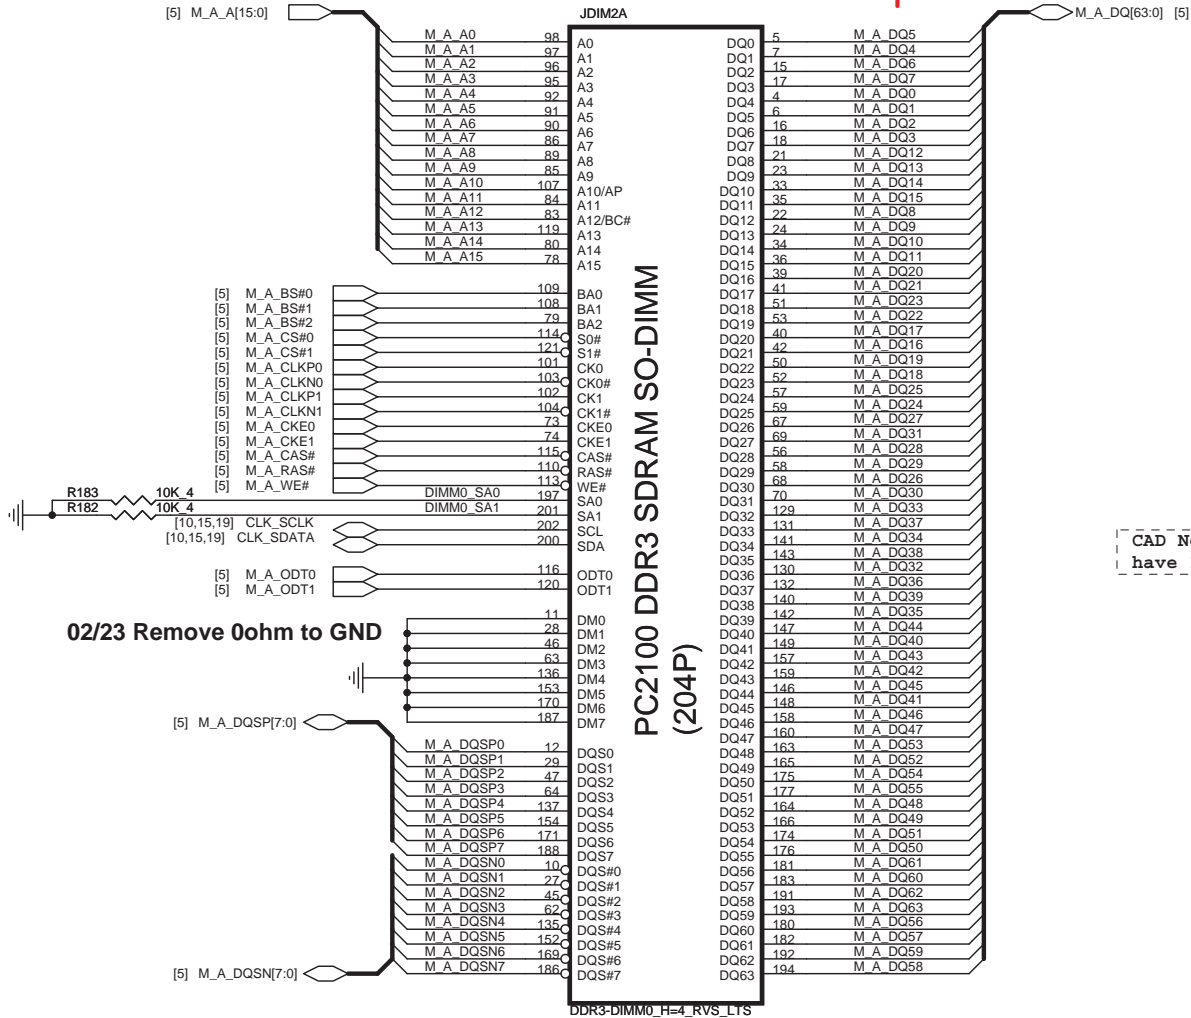 [5] M_A_A[15:0]
JDIM2A
M_A_DQ[63:0] [5]
M_A_A0 98 A0
M_A_A1 97 A1
M_A_A2 96 A2
M_A_A3 95 A3
M_A_A4 92 A4
M_A_A5 91 A5
M_A_A6 90 A6
M_A_A7 86 A7
M_A_A8 89 A8
M_A_A9 85 A9
M_A_A10 107 A10/AP
M_A_A11 84 A11
M_A_A12 83 A12/BC#
M_A_A13 119 A13
M_A_A14 80 A14
M_A_A15 78 A15
[5] M_A_BS#0 109 BA0
[5] M_A_BS#1 108 BA1
[5] M_A_BS#2 79 BA2
[5] M_A_CS#0 114 S0#
[5] M_A_CS#1 121 S1#
[5] M_A_CLKP0 101 CK0
[5] M_A_CLKN0 103 CK0#
[5] M_A_CLKP1 102 CK1
[5] M_A_CLKN1 104 CK1#
[5] M_A_CKE0 73 CKE0
[5] M_A_CKE1 74 CKE1
[5] M_A_CAS# 115 CAS#
[5] M_A_RAS# 110 RAS#
[5] M_A_WE# 113 WE#
R183 10K_4 DIMM0_SA0 197 SA0
R182 10K_4 DIMM0_SA1 201 SA1
[10,15,19] CLK_SCLK 202 SCL
[10,15,19] CLK_SDATA 200 SDA
[5] M_A_ODT0 116 ODT0
[5] M_A_ODT1 120 ODT1
02/23 Remove 0ohm to GND
11 DM0
28 DM1
46 DM2
63 DM3
136 DM4
153 DM5
170 DM6
187 DM7
[5] M_A_DQSP[7:0]
M_A_DQSP0 12 DQS0
M_A_DQSP1 29 DQS1
M_A_DQSP2 47 DQS2
M_A_DQSP3 64 DQS3
M_A_DQSP4 137 DQS4
M_A_DQSP5 154 DQS5
M_A_DQSP6 171 DQS6
M_A_DQSP7 188 DQS7
M_A_DQSN0 10 DQS#0
M_A_DQSN1 27 DQS#1
M_A_DQSN2 45 DQS#2
M_A_DQSN3 62 DQS#3
M_A_DQSN4 135 DQS#4
M_A_DQSN5 152 DQS#5
M_A_DQSN6 169 DQS#6
M_A_DQSN7 186 DQS#7
[5] M_A_DQSN[7:0]
PC2100 DDR3 SDRAM SO-DIMM
(204P)
DQ0 5 M_A_DQ5
DQ1 7 M_A_DQ4
DQ2 15 M_A_DQ6
DQ3 17 M_A_DQ7
DQ4 4 M_A_DQ0
DQ5 6 M_A_DQ1
DQ6 16 M_A_DQ2
DQ7 18 M_A_DQ3
DQ8 21 M_A_DQ12
DQ9 23 M_A_DQ13
DQ10 33 M_A_DQ14
DQ11 35 M_A_DQ15
DQ12 22 M_A_DQ8
DQ13 24 M_A_DQ9
DQ14 34 M_A_DQ10
DQ15 36 M_A_DQ11
DQ16 39 M_A_DQ20
DQ17 41 M_A_DQ21
DQ18 51 M_A_DQ23
DQ19 53 M_A_DQ22
DQ20 40 M_A_DQ17
DQ21 42 M_A_DQ16
DQ22 50 M_A_DQ19
DQ23 52 M_A_DQ18
DQ24 57 M_A_DQ25
DQ25 59 M_A_DQ24
DQ26 67 M_A_DQ27
DQ27 69 M_A_DQ31
DQ28 56 M_A_DQ28
DQ29 58 M_A_DQ29
DQ30 68 M_A_DQ26
DQ31 70 M_A_DQ30
DQ32 129 M_A_DQ33
DQ33 131 M_A_DQ37
DQ34 141 M_A_DQ34
DQ35 143 M_A_DQ38
DQ36 130 M_A_DQ32
DQ37 132 M_A_DQ36
DQ38 140 M_A_DQ39
DQ39 142 M_A_DQ35
DQ40 147 M_A_DQ44
DQ41 149 M_A_DQ40
DQ42 157 M_A_DQ43
DQ43 159 M_A_DQ42
DQ44 146 M_A_DQ45
DQ45 148 M_A_DQ41
DQ46 158 M_A_DQ46
DQ47 160 M_A_DQ47
DQ48 163 M_A_DQ53
DQ49 165 M_A_DQ52
DQ50 175 M_A_DQ54
DQ51 177 M_A_DQ55
DQ52 164 M_A_DQ48
DQ53 166 M_A_DQ49
DQ54 174 M_A_DQ51
DQ55 176 M_A_DQ50
DQ56 181 M_A_DQ61
DQ57 183 M_A_DQ60
DQ58 191 M_A_DQ62
DQ59 193 M_A_DQ63
DQ60 180 M_A_DQ56
DQ61 182 M_A_DQ57
DQ62 192 M_A_DQ59
DQ63 194 M_A_DQ58
DDR3-DIMM0_H=4_RVS_LTS
CAD
have